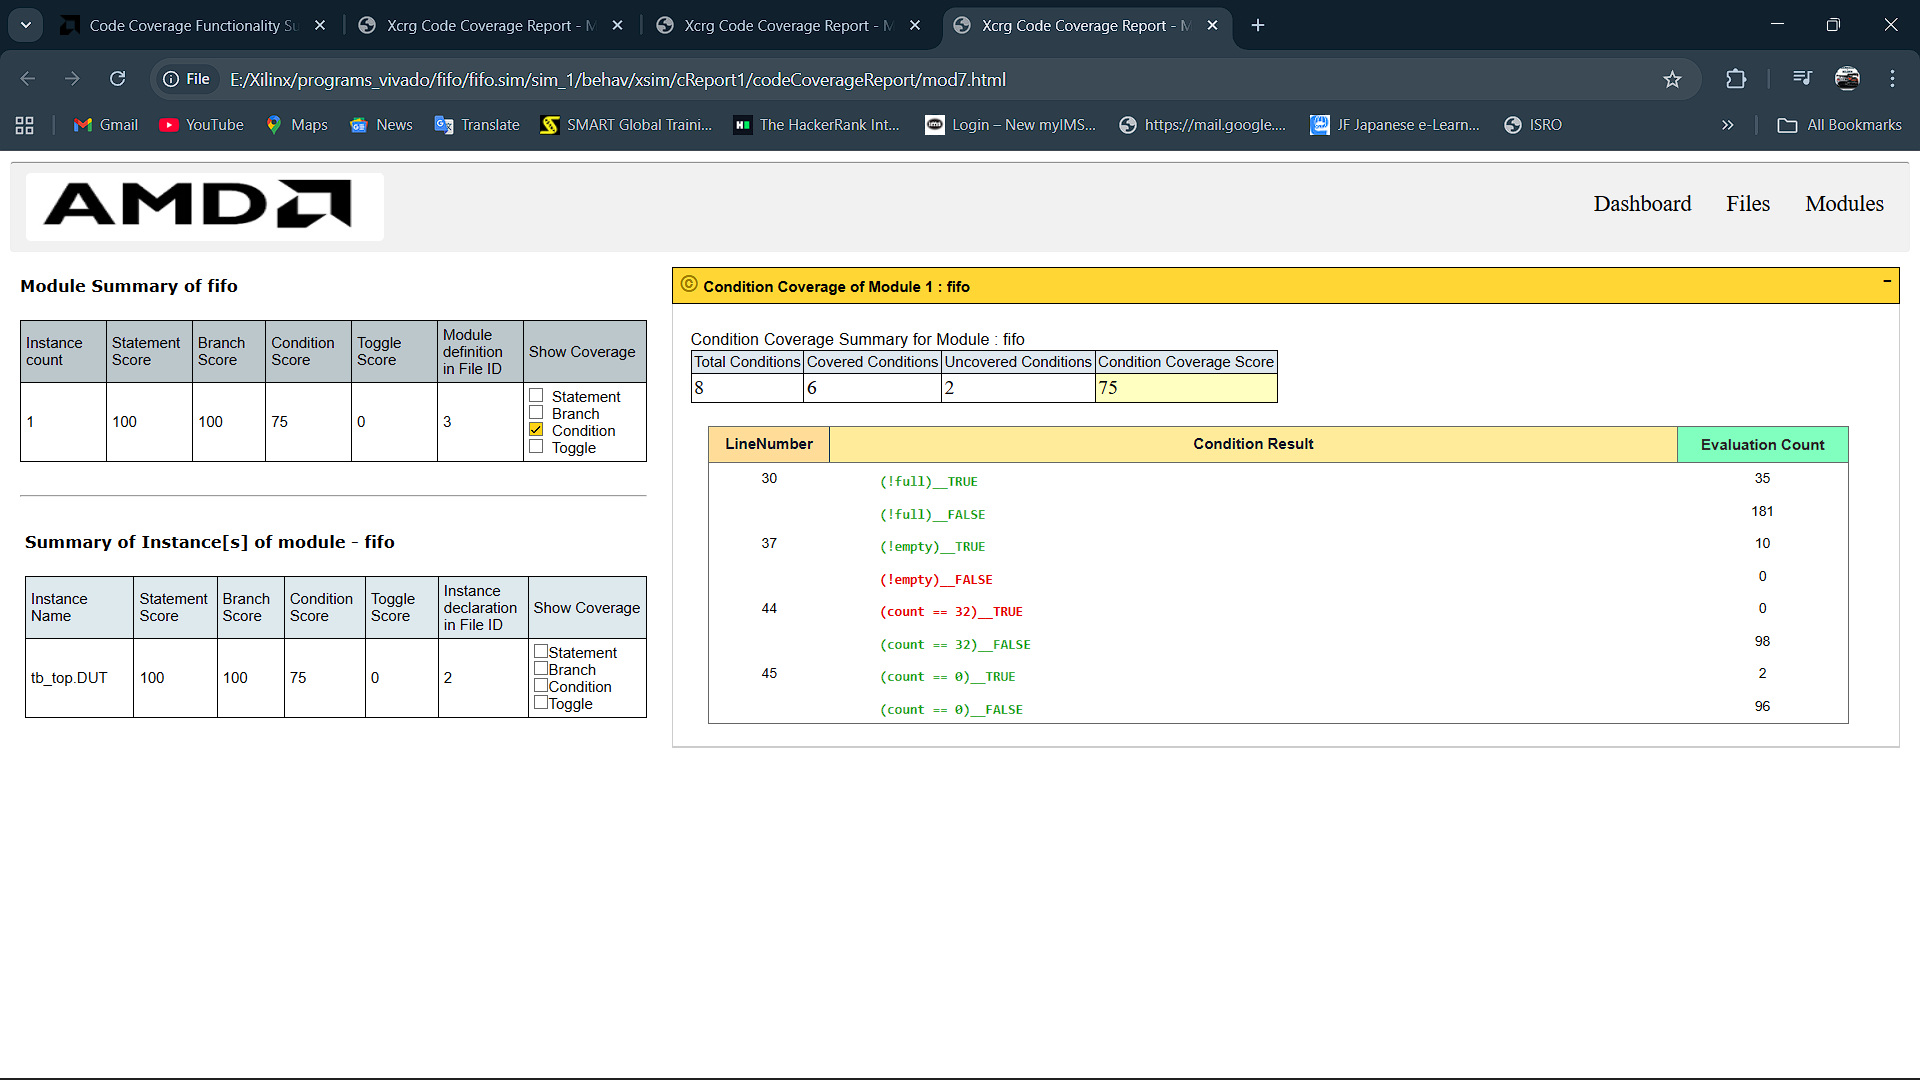 Code Coverage Functionality Su
Xcrg Code Coverage Report - M
Xcrg Code Coverage Report - M
Xcrg Code Coverage Report - M
File
E:/Xilinx/programs_vivado/fifo/fifo.sim/sim_1/behav/xsim/cReport1/codeCoverageReport/mod7.html
Gmail
YouTube
Maps
News
Translate
SMART Global Traini...
The HackerRank Int...
Login – New myIMS...
https://mail.google....
JF Japanese e-Learn...
ISRO
All Bookmarks
AMD
Dashboard
Files
Modules
Module Summary of fifo
Instance count
Statement Score
Branch Score
Condition Score
Toggle Score
Module definition in File ID
Show Coverage
1
100
100
75
0
3
Statement
Branch
Condition
Toggle
Summary of Instance[s] of module - fifo
Instance Name
Statement Score
Branch Score
Condition Score
Toggle Score
Instance declaration in File ID
Show Coverage
tb_top.DUT
100
100
75
0
2
Statement
Branch
Condition
Toggle
© Condition Coverage of Module 1 : fifo
Condition Coverage Summary for Module : fifo
Total Conditions Covered Conditions Uncovered Conditions Condition Coverage Score
8 6 2 75
LineNumber Condition Result Evaluation Count
30 (!full)__TRUE 35
(!full)__FALSE 181
37 (!empty)__TRUE 10
(!empty)__FALSE 0
44 (count == 32)__TRUE 0
(count == 32)__FALSE 98
45 (count == 0)__TRUE 2
(count == 0)__FALSE 96